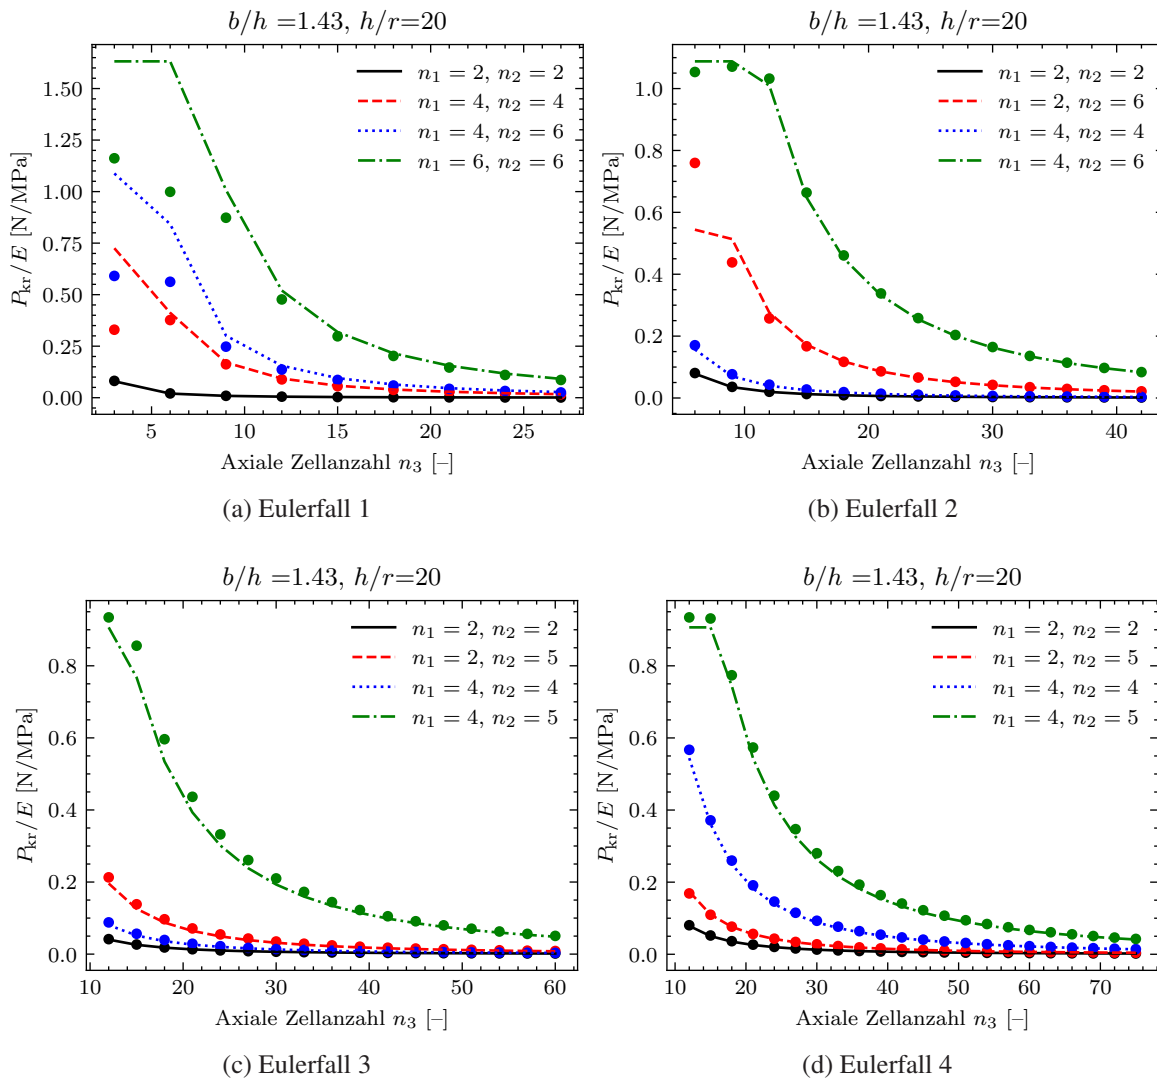 b/h =1.43, h/r=20
P_kr/E [N/MPa]
1.50
1.25
1.00
0.75
0.50
0.25
0.00
n₁ = 2, n₂ = 2
n₁ = 4, n₂ = 4
n₁ = 4, n₂ = 6
n₁ = 6, n₂ = 6
5 10 15 20 25
Axiale Zellanzahl n₃ [–]
(a) Eulerfall 1
b/h =1.43, h/r=20
P_kr/E [N/MPa]
1.0
0.8
0.6
0.4
0.2
0.0
n₁ = 2, n₂ = 2
n₁ = 2, n₂ = 6
n₁ = 4, n₂ = 4
n₁ = 4, n₂ = 6
10 20 30 40
Axiale Zellanzahl n₃ [–]
(b) Eulerfall 2
b/h =1.43, h/r=20
P_kr/E [N/MPa]
0.8
0.6
0.4
0.2
0.0
n₁ = 2, n₂ = 2
n₁ = 2, n₂ = 5
n₁ = 4, n₂ = 4
n₁ = 4, n₂ = 5
10 20 30 40 50 60
Axiale Zellanzahl n₃ [–]
(c) Eulerfall 3
b/h =1.43, h/r=20
P_kr/E [N/MPa]
0.8
0.6
0.4
0.2
0.0
n₁ = 2, n₂ = 2
n₁ = 2, n₂ = 5
n₁ = 4, n₂ = 4
n₁ = 4, n₂ = 5
10 20 30 40 50 60 70
Axiale Zellanzahl n₃ [–]
(d) Eulerfall 4